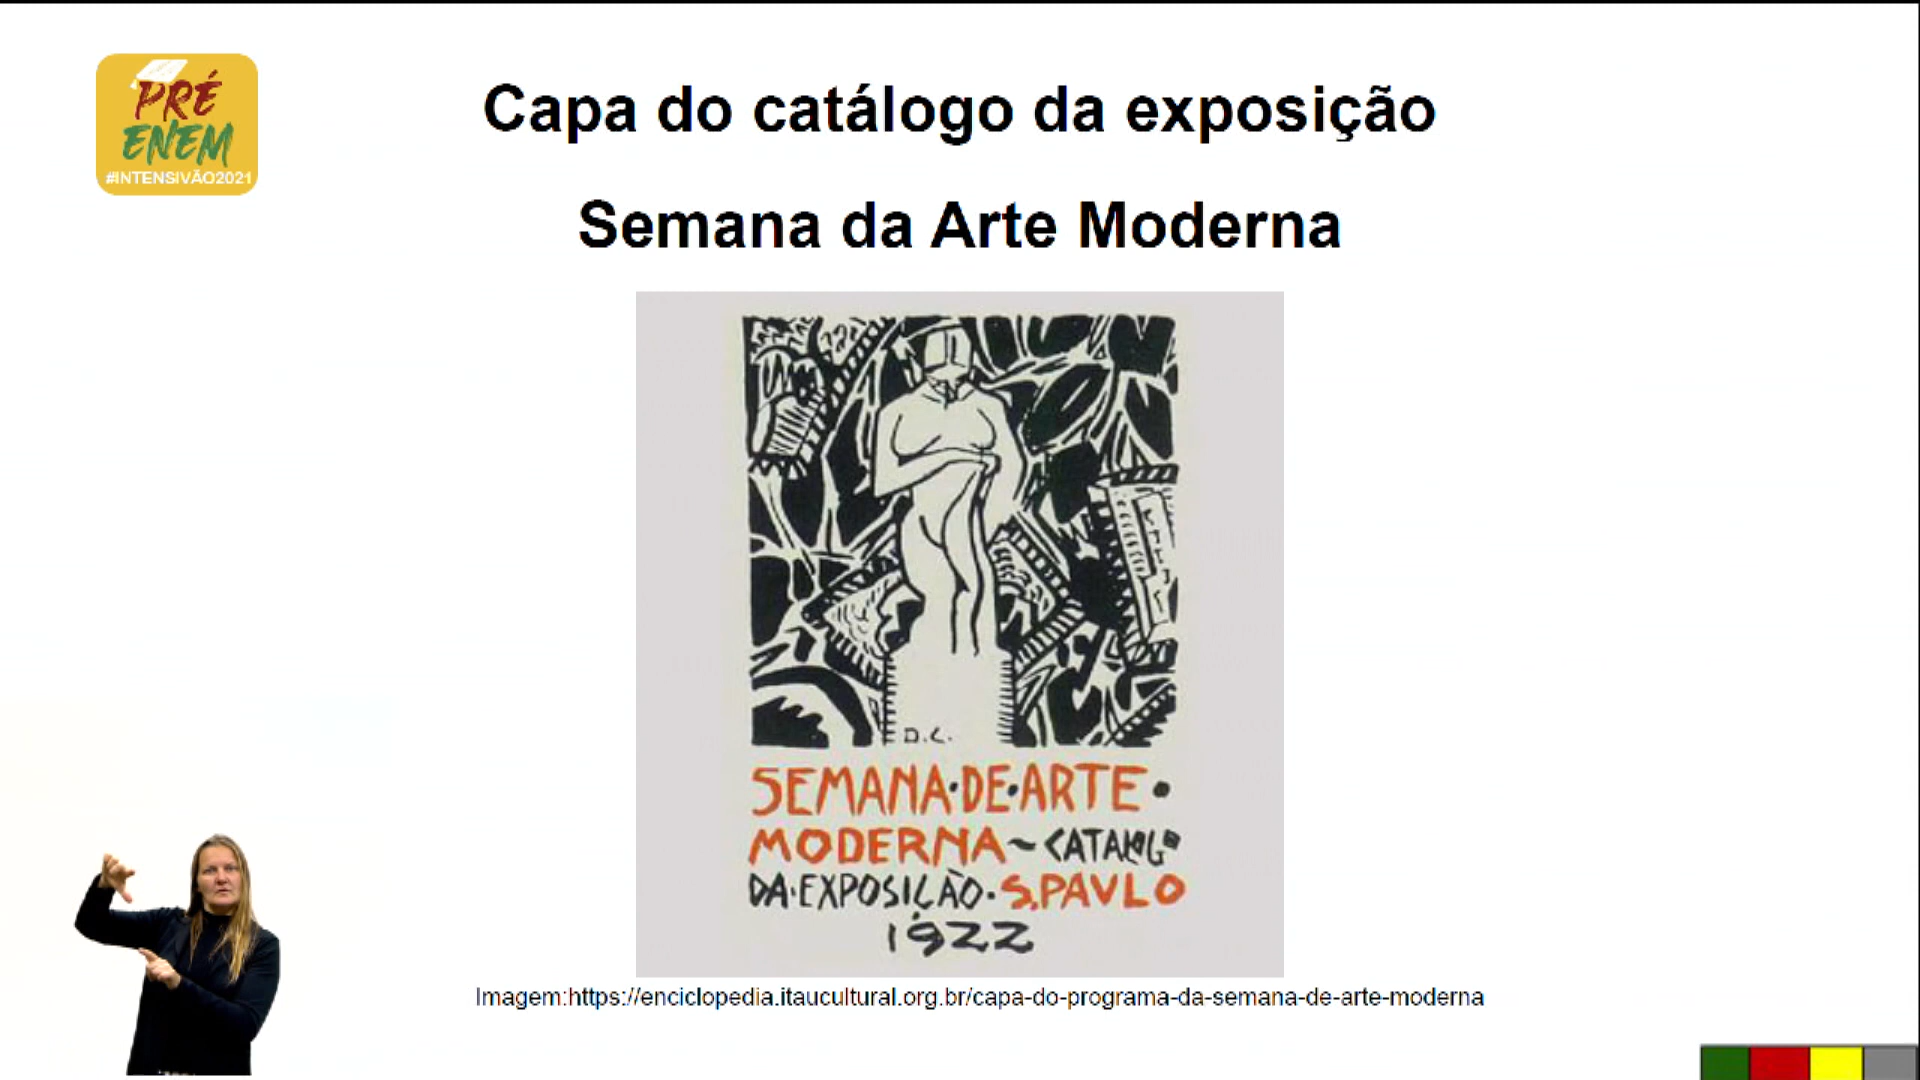 PRÉ
ENEM
#INTENSIVÃO2021
Capa do catálogo da exposição
Semana da Arte Moderna
D.C.
SEMANA·DE·ARTE·
MODERNA~CATALOGO
DA·EXPOSIÇÃO·S.PAVLO
1922
Imagem:https://enciclopedia.itaucultural.org.br/capa-do-programa-da-semana-de-arte-moderna